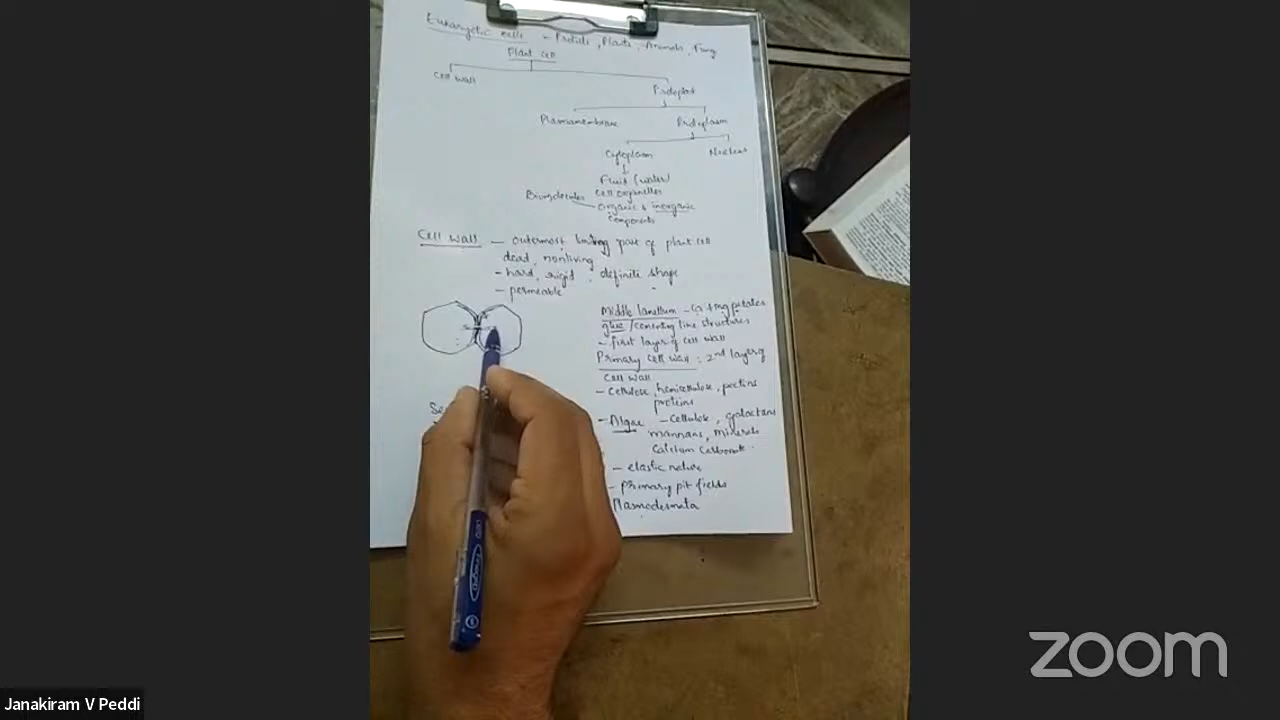 Eukaryotic cells - Protists, Plants, Animals, Fungi
Plant cell
Cell wall
Protoplast
Plasmamembrane
Protoplasm
Cytoplasm
Nucleus
Fluid (water)
Biomolecules
cell organelles
organic & inorganic
components
Cell wall - outermost limiting part of plant cell
dead, nonliving
- hard, rigid, definite shape
- permeable
Middle lamellum - Ca + mg pectates
glue / cementing like structures
- first layer of cell wall
Primary cell wall : 2nd layer of
cell wall
- cellulose, hemicellulose, pectins
proteins
- Algae - cellulose, galactans
mannans, minerals
calcium carbonate.
- elastic nature
- primary pit fields
Plasmodesmata
Se
zoom
Janakiram V Peddi